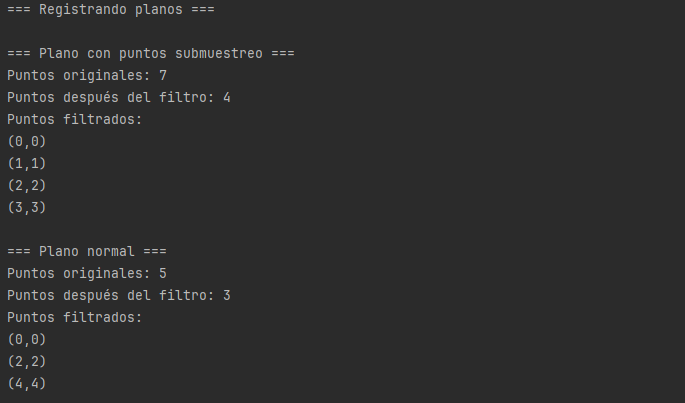 === Registrando planos ===
=== Plano con puntos submuestreo ===
Puntos originales: 7
Puntos después del filtro: 4
Puntos filtrados:
(0,0)
(1,1)
(2,2)
(3,3)
=== Plano normal ===
Puntos originales: 5
Puntos después del filtro: 3
Puntos filtrados:
(0,0)
(2,2)
(4,4)